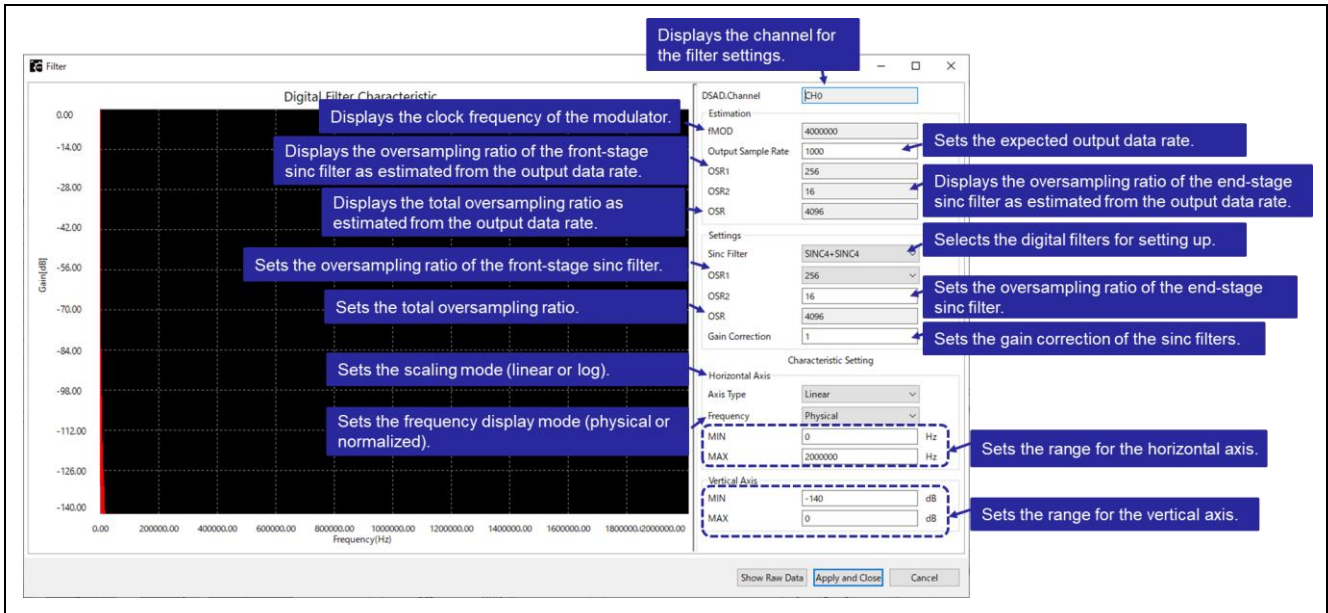 Displays the channel for
the filter settings.
Filter
Digital Filter Characteristic
0.00
-14.00
-28.00
-42.00
-56.00
-70.00
-84.00
-98.00
-112.00
-126.00
-140.00
Gain[dB]
0.00 200000.00 400000.00 600000.00 800000.00 1000000.00 1200000.00 1400000.00 1600000.00 1800000.00 2000000.00
Frequency(Hz)
Displays the clock frequency of the modulator.
Displays the oversampling ratio of the front-stage
sinc filter as estimated from the output data rate.
Displays the total oversampling ratio as
estimated from the output data rate.
Sets the oversampling ratio of the front-stage sinc filter.
Sets the total oversampling ratio.
Sets the scaling mode (linear or log).
Sets the frequency display mode (physical or
normalized).
DSAD.Channel CH0
Estimation
fMOD 4000000
Output Sample Rate 1000
OSR1 256
OSR2 16
OSR 4096
Settings
Sinc Filter SINC4+SINC4
OSR1 256
OSR2 16
OSR 4096
Gain Correction 1
Characteristic Setting
Horizontal Axis
Axis Type Linear
Frequency Physical
MIN 0 Hz
MAX 2000000 Hz
Vertical Axis
MIN -140 dB
MAX 0 dB
Sets the expected output data rate.
Displays the oversampling ratio of the end-stage
sinc filter as estimated from the output data rate.
Selects the digital filters for setting up.
Sets the oversampling ratio of the end-stage
sinc filter.
Sets the gain correction of the sinc filters.
Sets the range for the horizontal axis.
Sets the range for the vertical axis.
Show Raw Data Apply and Close Cancel